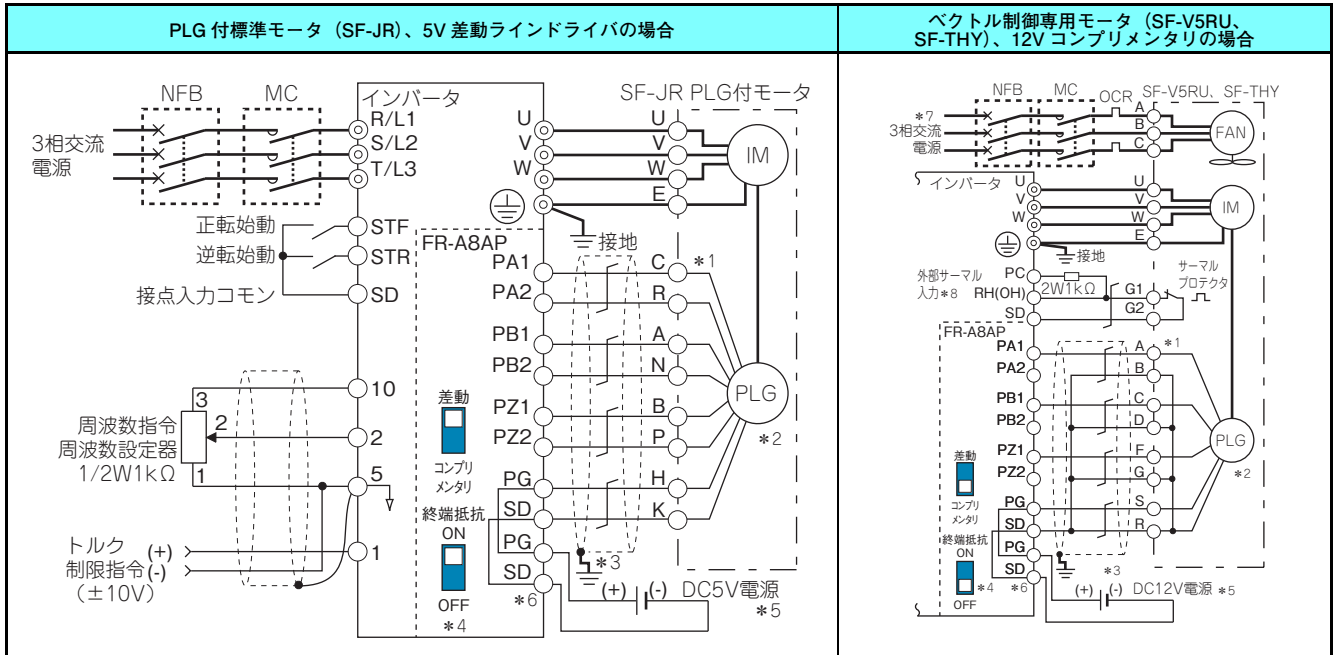 PLG 付標準モータ（SF-JR）、5V 差動ラインドライバの場合
ベクトル制御専用モータ（SF-V5RU、
SF-THY）、12V コンプリメンタリの場合
NFB
MC
インバータ
SF-JR PLG付モータ
3相交流
電源
R/L1
S/L2
T/L3
U
V
W
U
V
W
E
IM
正転始動
逆転始動
接点入力コモン
STF
STR
SD
FR-A8AP
接地
PA1
PA2
PB1
PB2
PZ1
PZ2
PG
SD
PG
SD
*6
C
R
A
N
B
P
H
K
*1
PLG
*2
*3
差動
コンプリ
メンタリ
終端抵抗
ON
OFF
*4
(+)
(-)
DC5V電源
*5
周波数指令
周波数設定器
1/2W1kΩ
3
2
1
10
2
5
1
トルク
制限指令
(+)
(-)
（±10V）
NFB
MC
OCR
SF-V5RU、SF-THY
*7
3相交流
電源
A
B
C
FAN
インバータ
U
V
W
U
V
W
E
IM
接地
外部サーマル
入力*8
PC
RH(OH)
SD
2W1kΩ
G1
G2
サーマル
プロテクタ
FR-A8AP
PA1
PA2
PB1
PB2
PZ1
PZ2
PG
SD
PG
SD
*6
A
B
C
D
F
G
S
R
*1
PLG
*2
*3
差動
コンプリ
メンタリ
終端抵抗
ON
OFF
*4
(+)
(-)
DC12V電源
*5